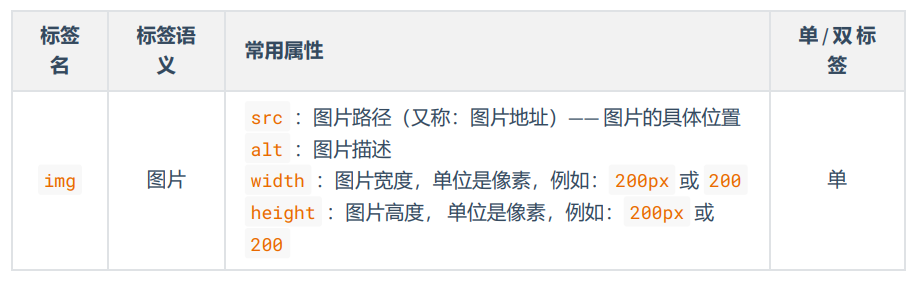 标签名
标签语义
常用属性
单/双标签
img
图片
src ：图片路径（又称：图片地址）—— 图片的具体位置
alt ：图片描述
width ：图片宽度，单位是像素，例如： 200px 或 200
height ：图片高度， 单位是像素，例如： 200px 或
200
单